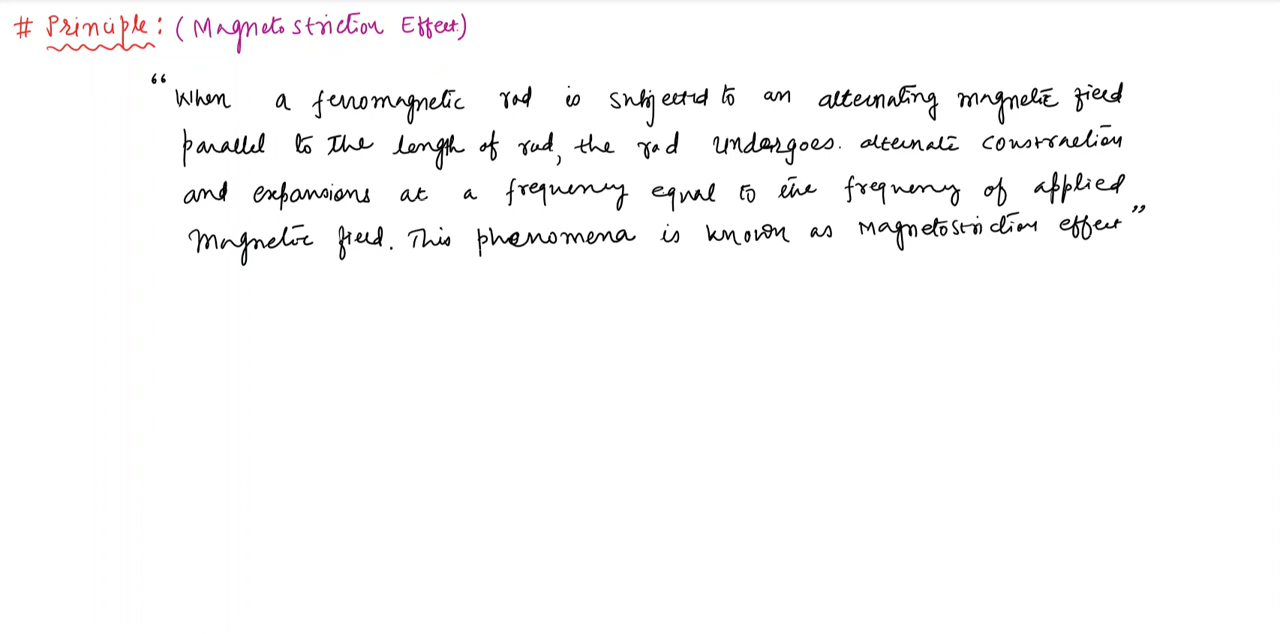 # Principle: (Magnetostriction Effect)
“When a ferromagnetic rod is subjected to an alternating magnetic field
parallel to the length of rod, the rod undergoes. alternate constraction
and expansions at a frequency equal to the frequency of applied
magnetic field. This phenomena is known as Magnetostriction effect”